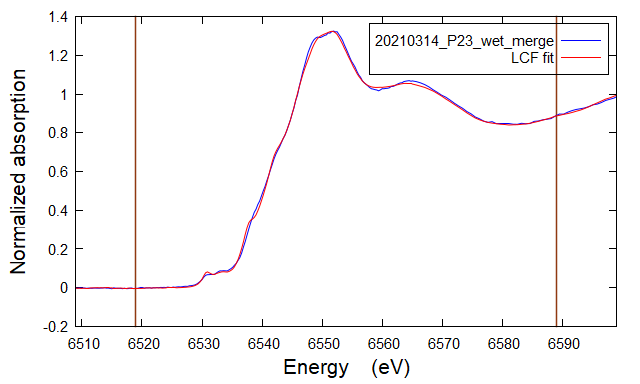 1.4
1.2
1
0.8
0.6
0.4
0.2
0
-0.2
Normalized absorption
20210314_P23_wet_merge
LCF fit
6510 6520 6530 6540 6550 6560 6570 6580 6590
Energy (eV)